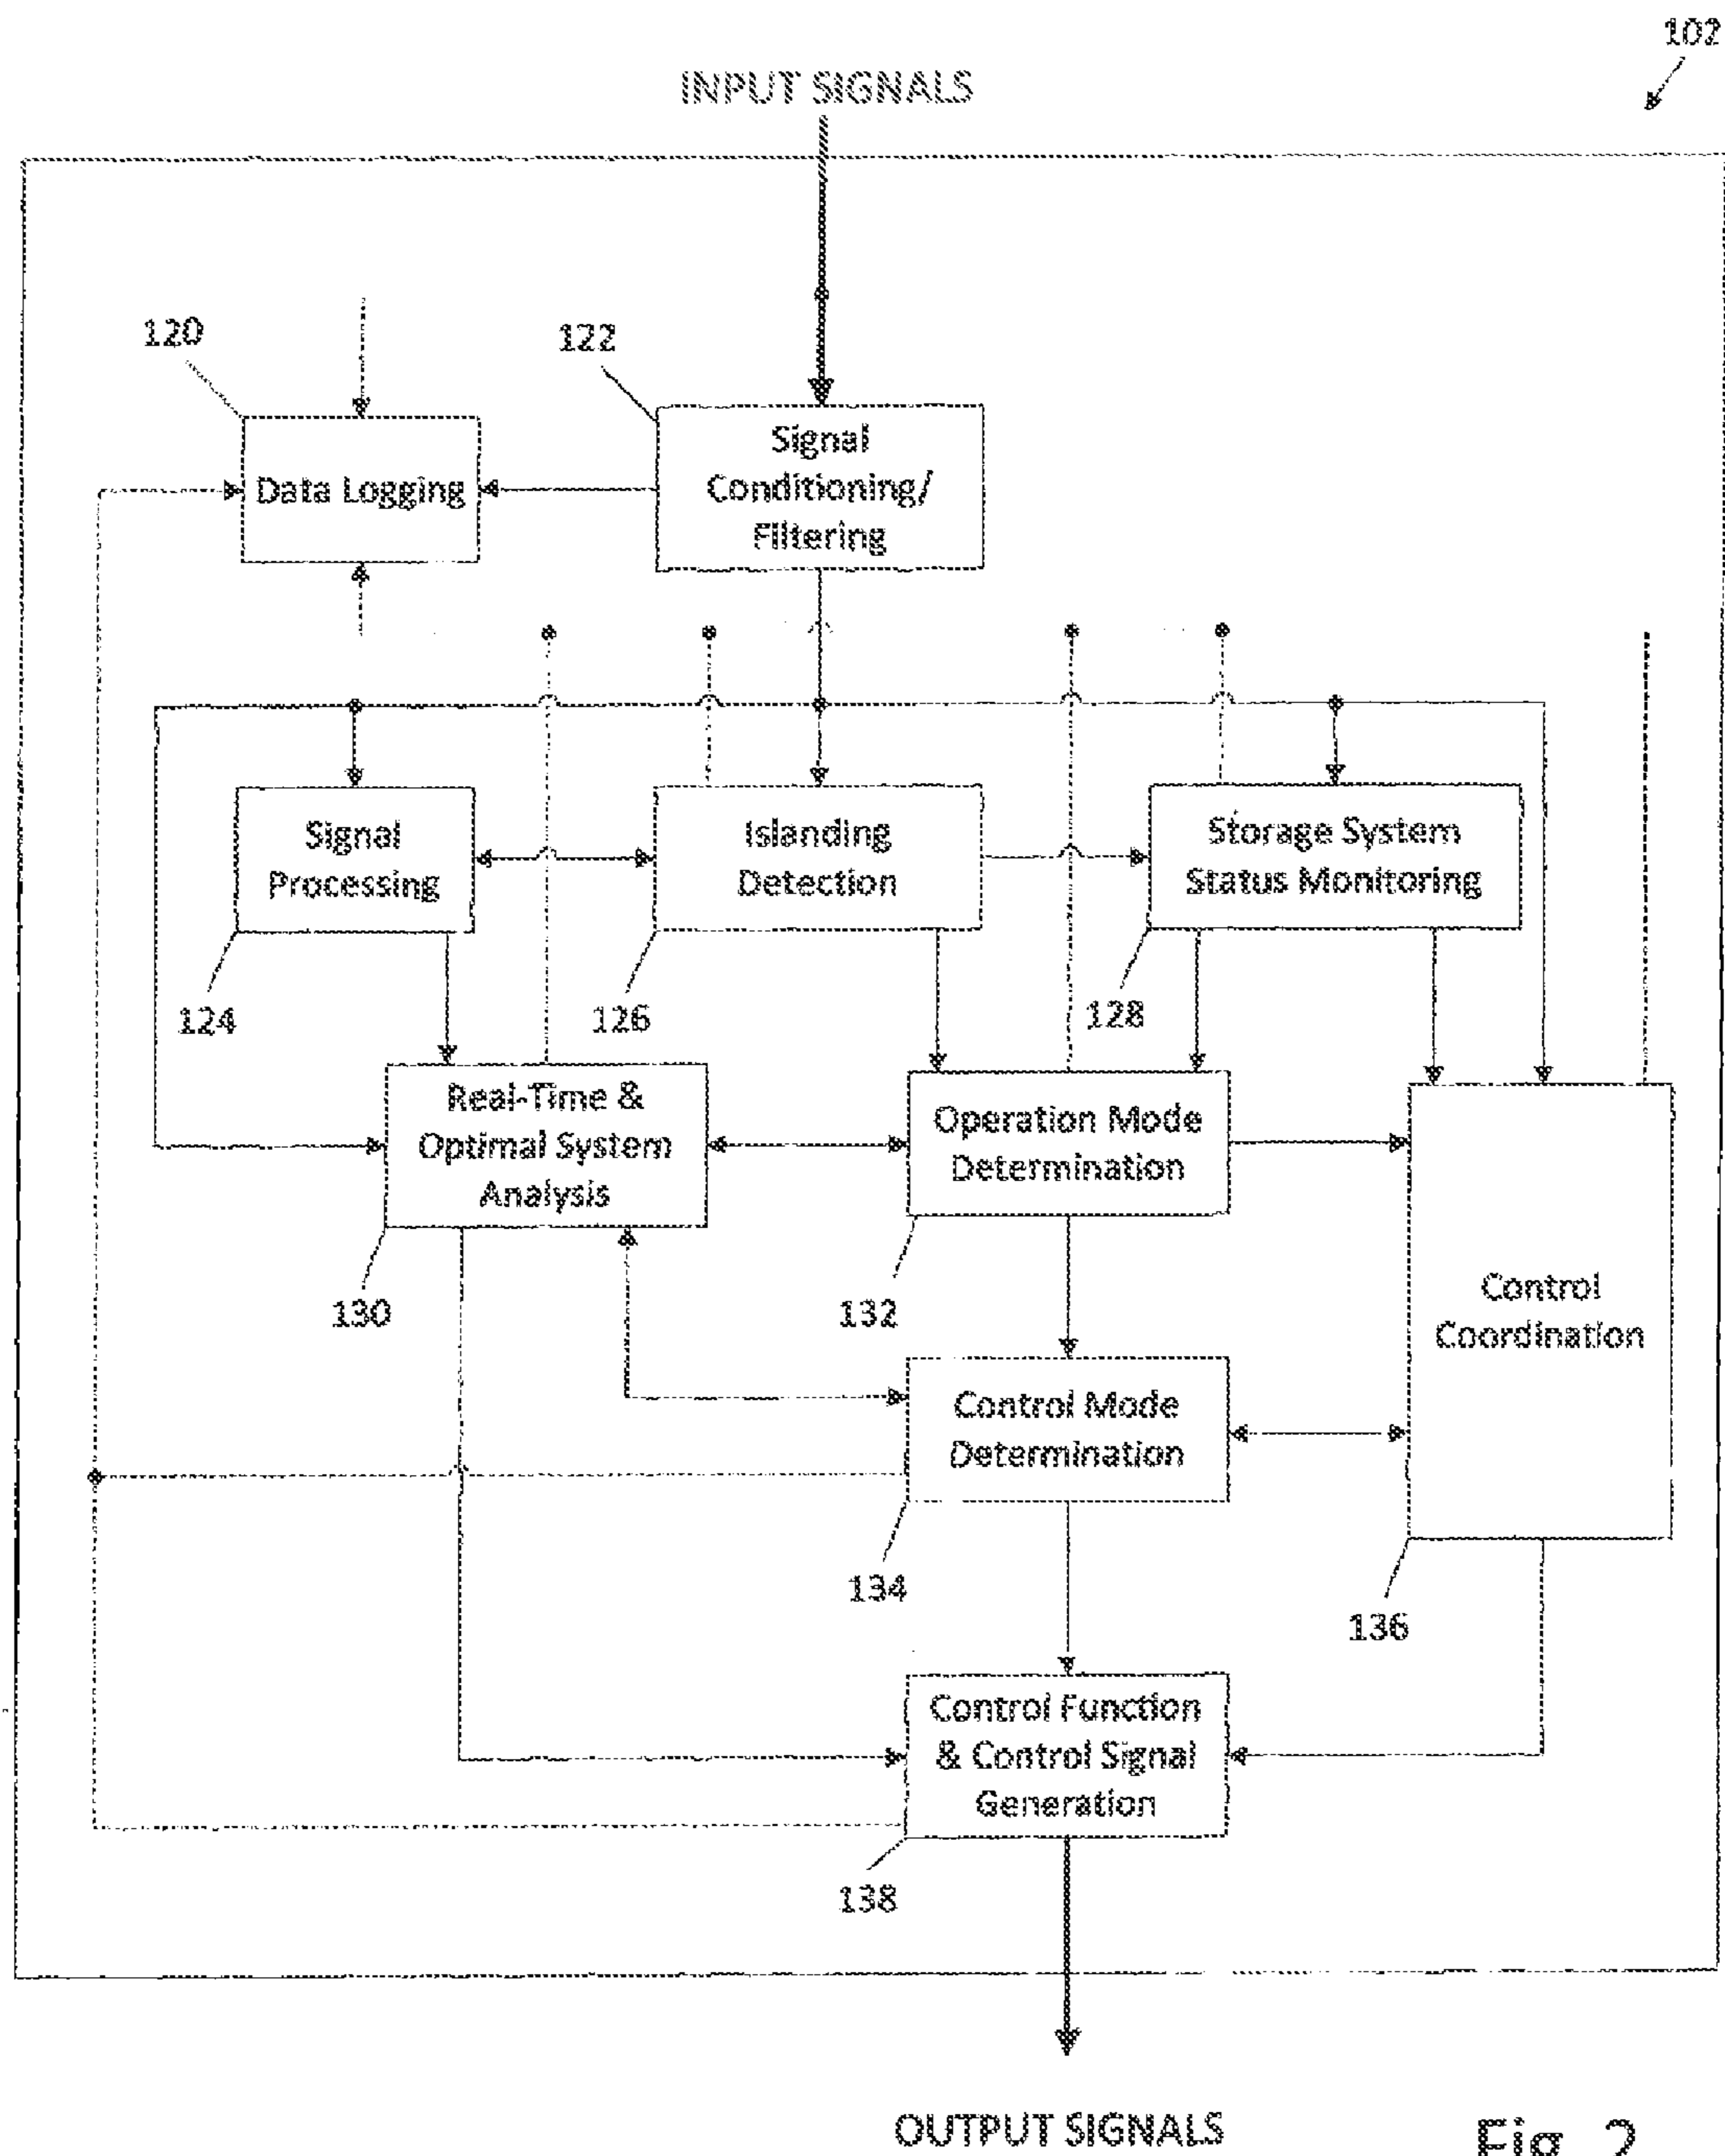 102
INPUT SIGNALS
120
122
Data Logging
Signal
Conditioning/
Filtering
Signal
Processing
Islanding
Detection
Storage System
Status Monitoring
124
126
128
Real-Time &
Optimal System
Analysis
Operation Mode
Determination
Control
Coordination
130
132
Control Mode
Determination
134
136
Control Function
& Control Signal
Generation
138
OUTPUT SIGNALS
Fig. 2